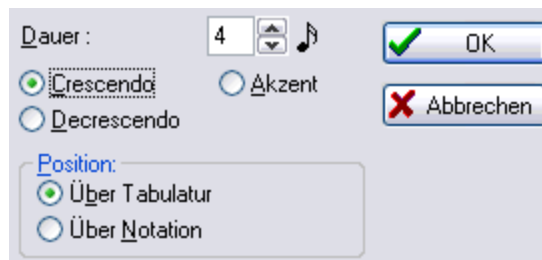 Dauer : 4 OK
Crescendo Akzent
Decrescendo Abbrechen
Position:
Über Tabulatur
Über Notation